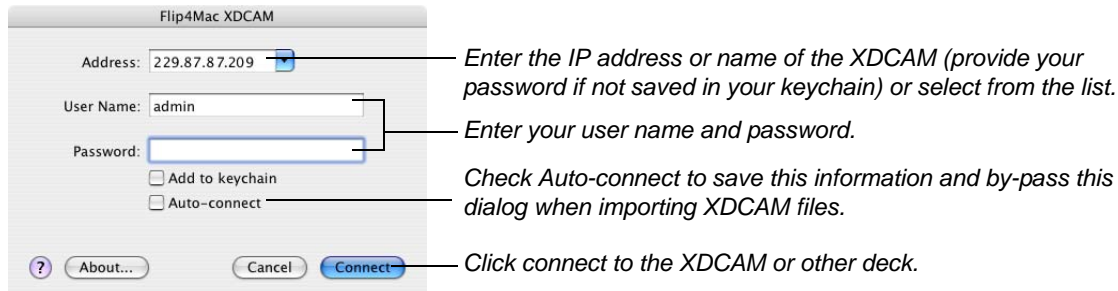 Flip4Mac XDCAM
Address: 229.87.87.209
Enter the IP address or name of the XDCAM (provide your
password if not saved in your keychain) or select from the list.
User Name: admin
Enter your user name and password.
Password:
Add to keychain
Auto-connect
Check Auto-connect to save this information and by-pass this
dialog when importing XDCAM files.
? About... Cancel Connect
Click connect to the XDCAM or other deck.